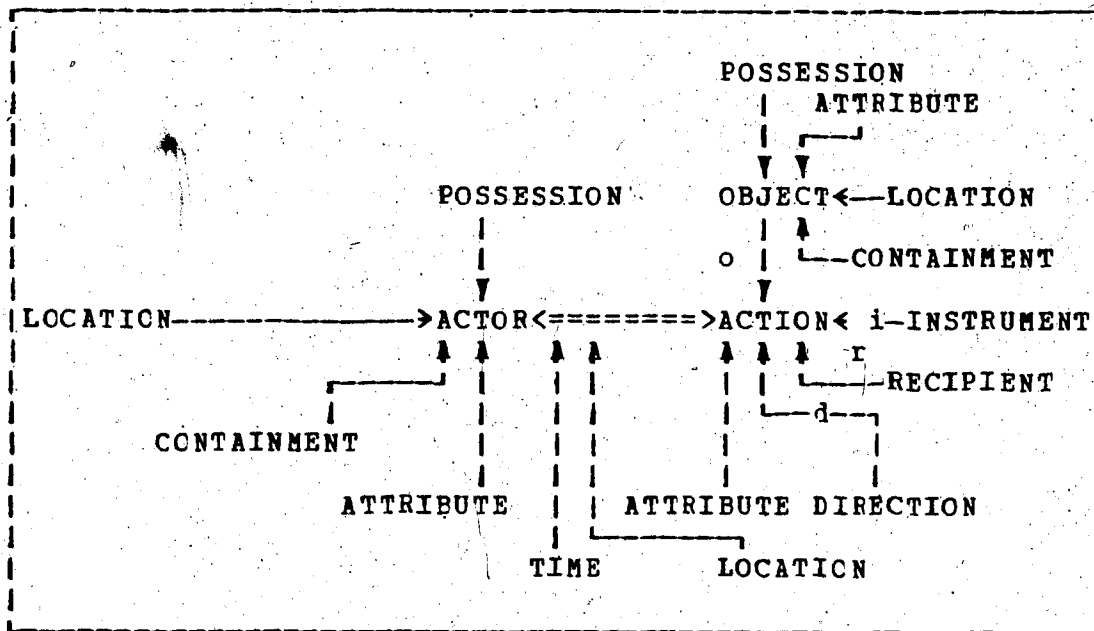 POSSESSION
ATTRIBUTE
POSSESSION OBJECT<--LOCATION
o CONTAINMENT
LOCATION-------------->ACTOR<========>ACTION< i-INSTRUMENT
r
RECIPIENT
d
CONTAINMENT
ATTRIBUTE ATTRIBUTE DIRECTION
TIME LOCATION